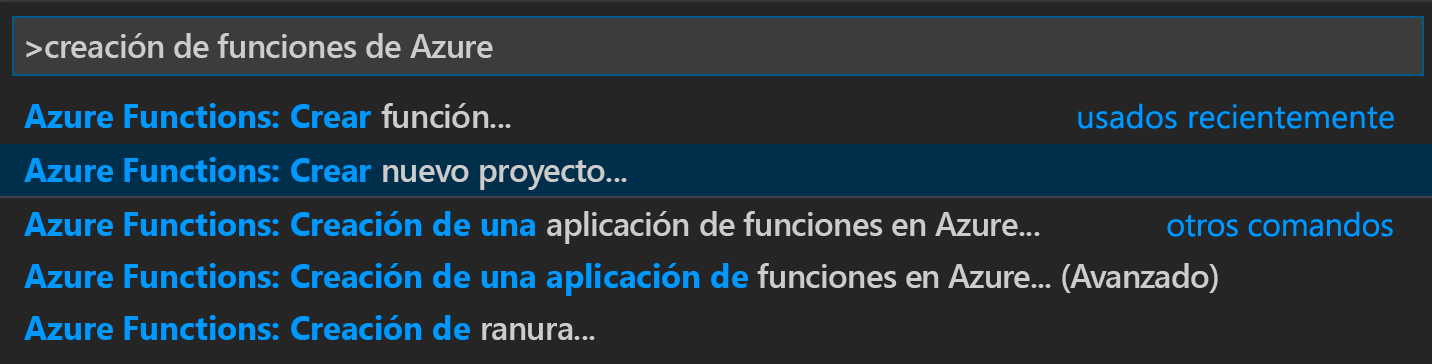 >creación de funciones de Azure
Azure Functions: Crear función... usados recientemente
Azure Functions: Crear nuevo proyecto...
Azure Functions: Creación de una aplicación de funciones en Azure... otros comandos
Azure Functions: Creación de una aplicación de funciones en Azure... (Avanzado)
Azure Functions: Creación de ranura...